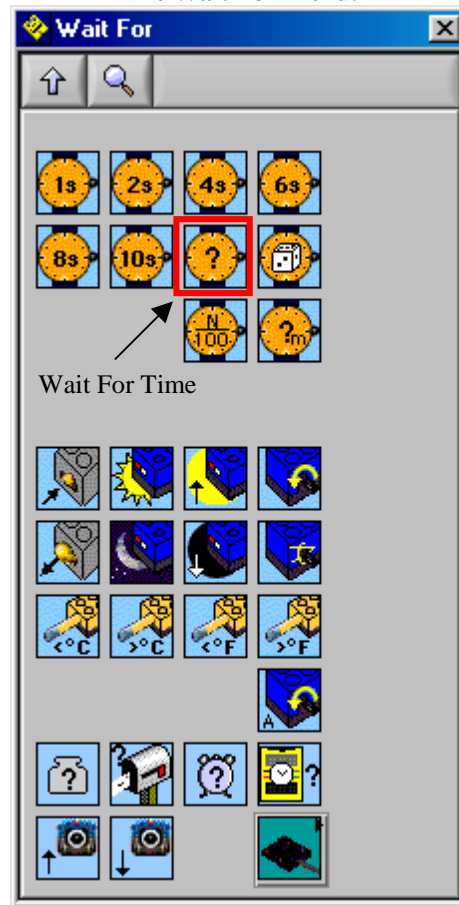 Wait For
1s 2s 4s 6s
8s 10s ?
N/100 ?m
Wait For Time
<°C >°C <°F >°F
A
? ? ? ?